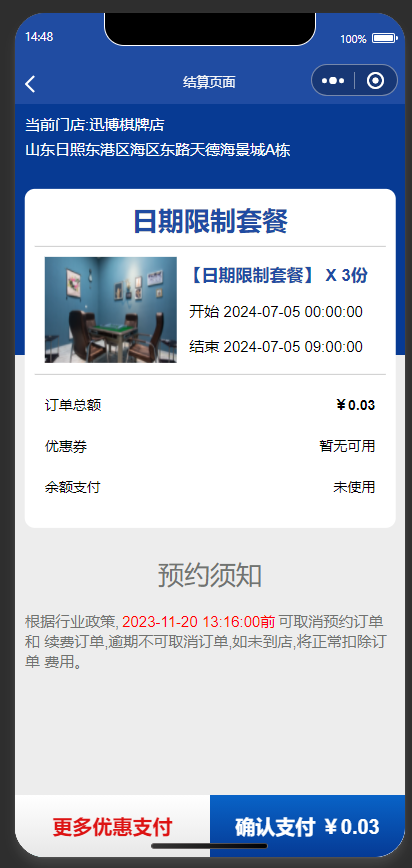 14:48
100%
结算页面
当前门店:迅博棋牌店
山东日照东港区海区东路天德海景城A栋
日期限制套餐
【日期限制套餐】 X 3份
开始 2024-07-05 00:00:00
结束 2024-07-05 09:00:00
订单总额 ￥0.03
优惠券 暂无可用
余额支付 未使用
预约须知
根据行业政策, 2023-11-20 13:16:00前 可取消预约订单
和 续费订单,逾期不可取消订单,如未到店,将正常扣除订
单 费用。
更多优惠支付 确认支付 ￥0.03